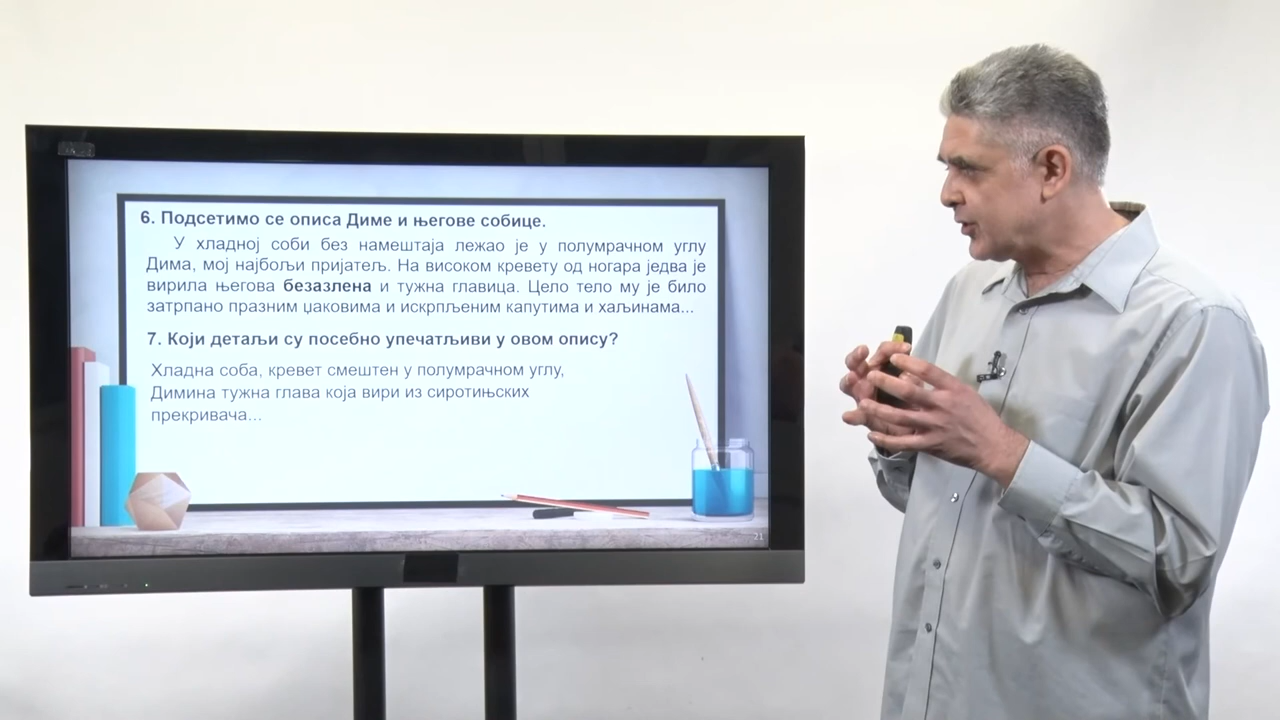 6. Подсетимо се описа Диме и његове собице.
У хладној соби без намештаја лежао је у полумрачном углу
Дима, мој најбољи пријатељ. На високом кревету од ногара једва је
вирила његова безазлена и тужна главица. Цело тело му је било
затрпано празним џаковима и искрпљеним капутима и хаљинама...
7. Који детаљи су посебно упечатљиви у овом опису?
Хладна соба, кревет смештен у полумрачном углу,
Димина тужна глава која вири из сиротињских
прекривача...
21